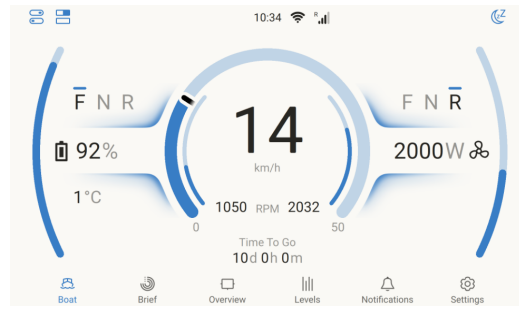 10:34 R
F N R
F N R
14
km/h
92%
2000W
1°C
1050 RPM 2032
0
50
Time To Go
10d 0h 0m
Boat
Brief
Overview
Levels
Notifications
Settings